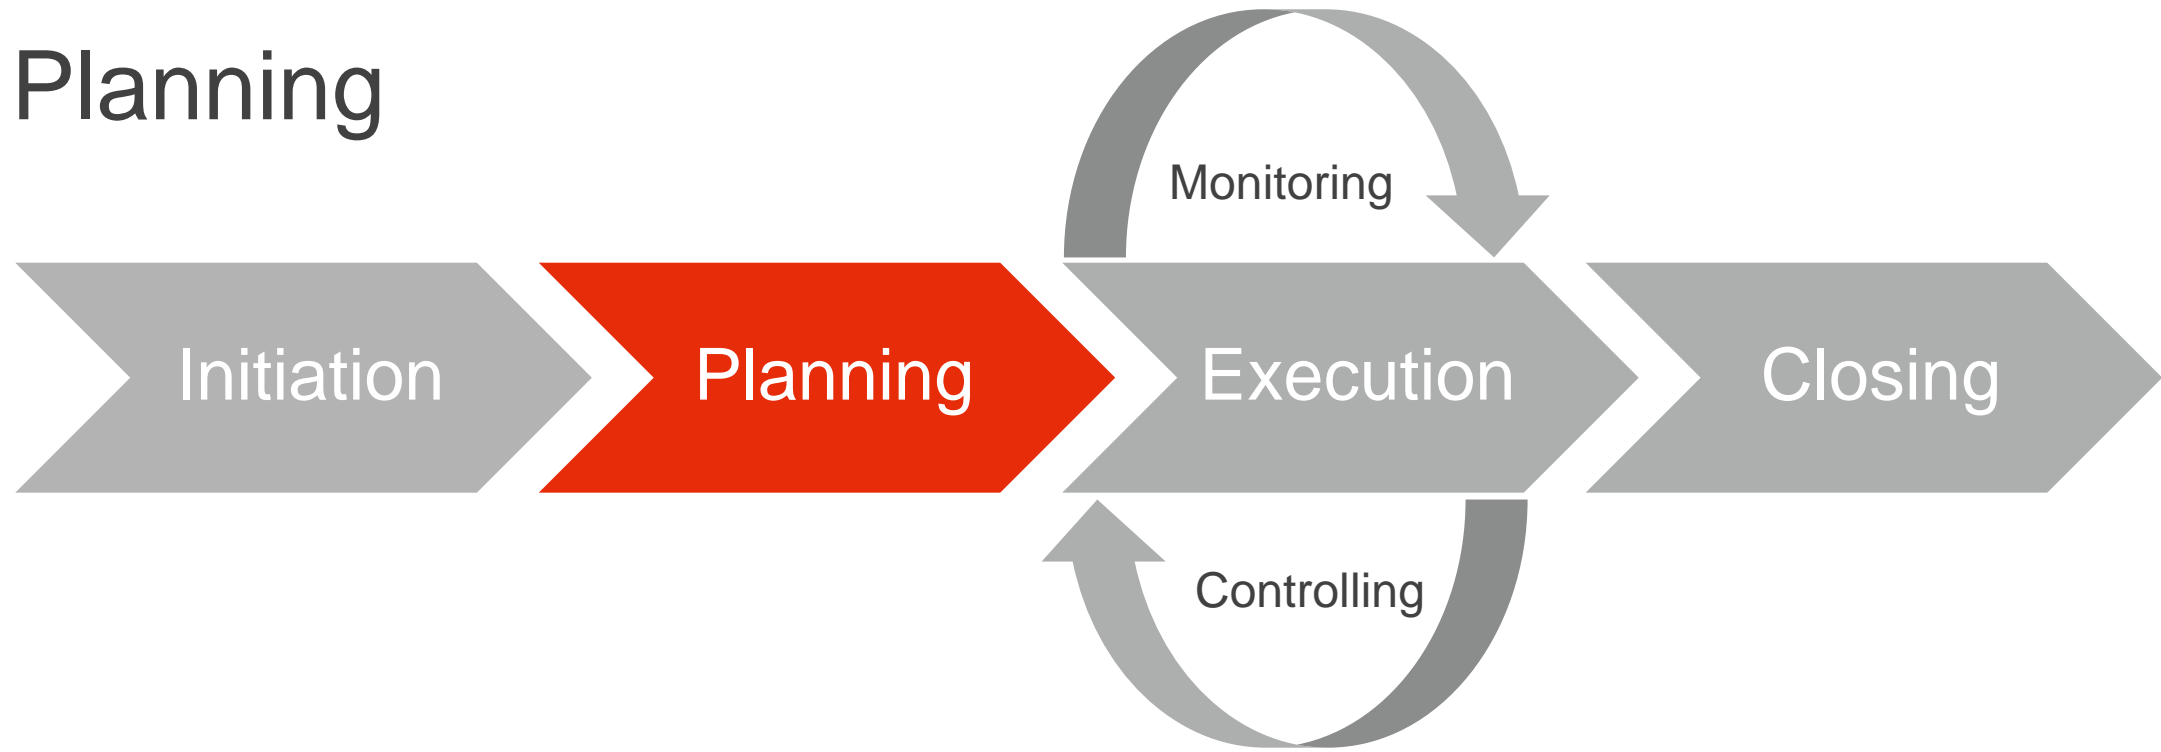 Planning
Monitoring
Initiation
Planning
Execution
Closing
Controlling